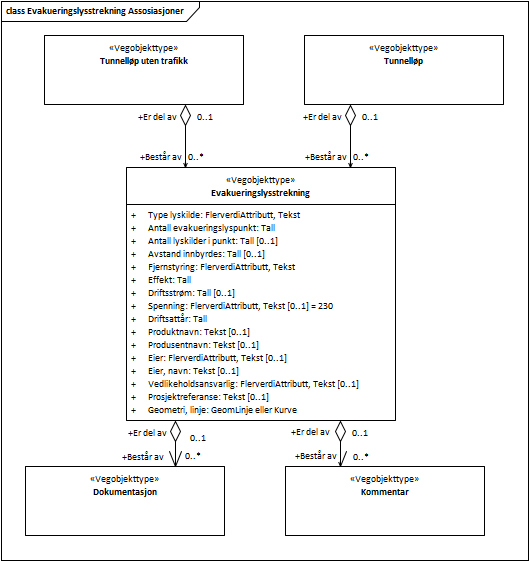 class Evakueringslysstrekning Assosiasjoner
«Vegobjekttype»
Tunnelløp uten trafikk
«Vegobjekttype»
Tunnelløp
+Er del av 0..1
+Er del av 0..1
+Består av 0..*
+Består av 0..*
«Vegobjekttype»
Evakueringslysstrekning
+ Type lyskilde: FlerverdiAttributt, Tekst
+ Antall evakueringslyspunkt: Tall
+ Antall lyskilder i punkt: Tall [0..1]
+ Avstand innbyrdes: Tall [0..1]
+ Fjernstyring: FlerverdiAttributt, Tekst
+ Effekt: Tall
+ Driftsstrøm: Tall [0..1]
+ Spenning: FlerverdiAttributt, Tekst [0..1] = 230
+ Driftsattår: Tall
+ Produktnavn: Tekst [0..1]
+ Produsentnavn: Tekst [0..1]
+ Eier: FlerverdiAttributt, Tekst [0..1]
+ Eier, navn: Tekst [0..1]
+ Vedlikeholdsansvarlig: FlerverdiAttributt, Tekst [0..1]
+ Prosjektreferanse: Tekst [0..1]
+ Geometri, linje: GeomLinje eller Kurve
+Er del av 0..1
+Er del av 0..1
+Består av 0..*
+Består av 0..*
«Vegobjekttype»
Dokumentasjon
«Vegobjekttype»
Kommentar